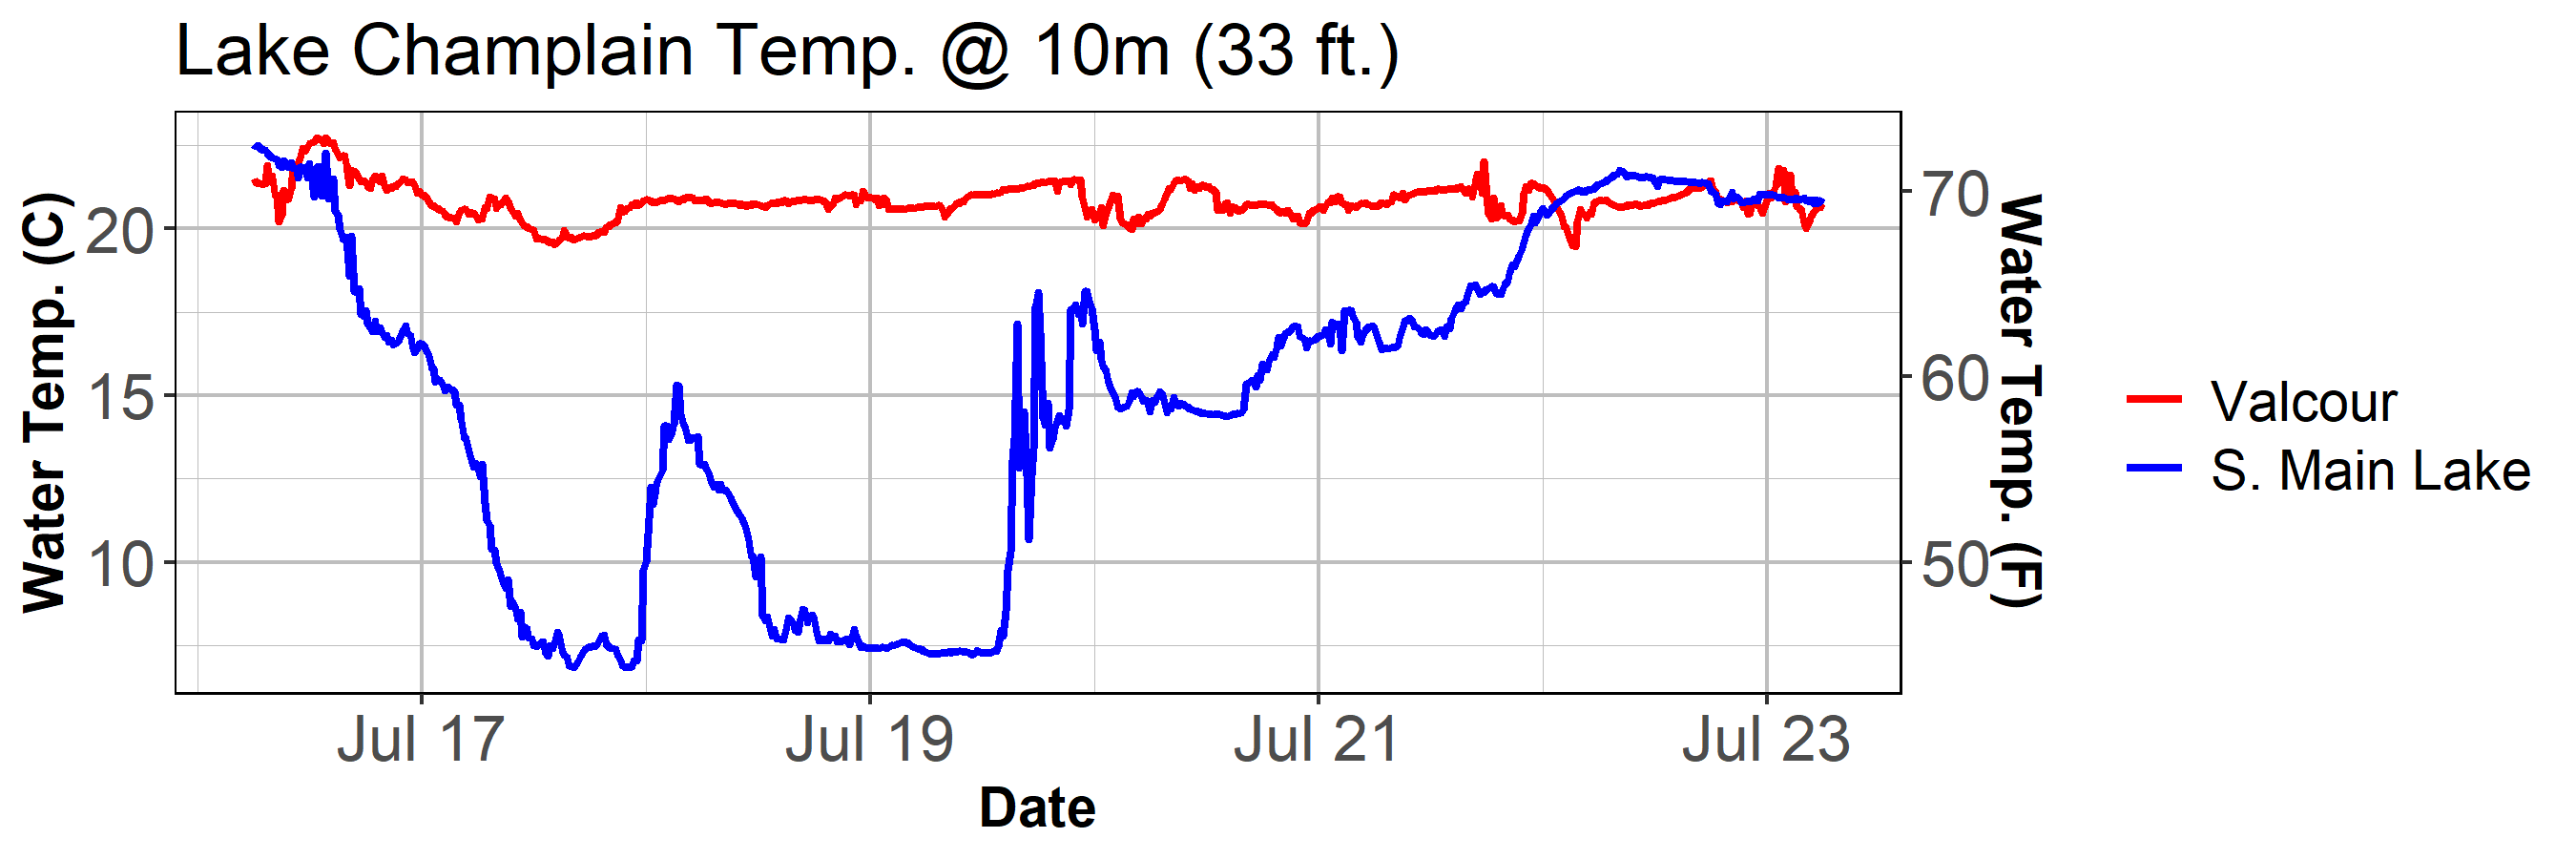 Lake Champlain Temp. @ 10m (33 ft.)
Water Temp. (C)
20
15
10
70
60
50
Water Temp. (F)
Jul 17
Jul 19
Jul 21
Jul 23
Date
Valcour
S. Main Lake